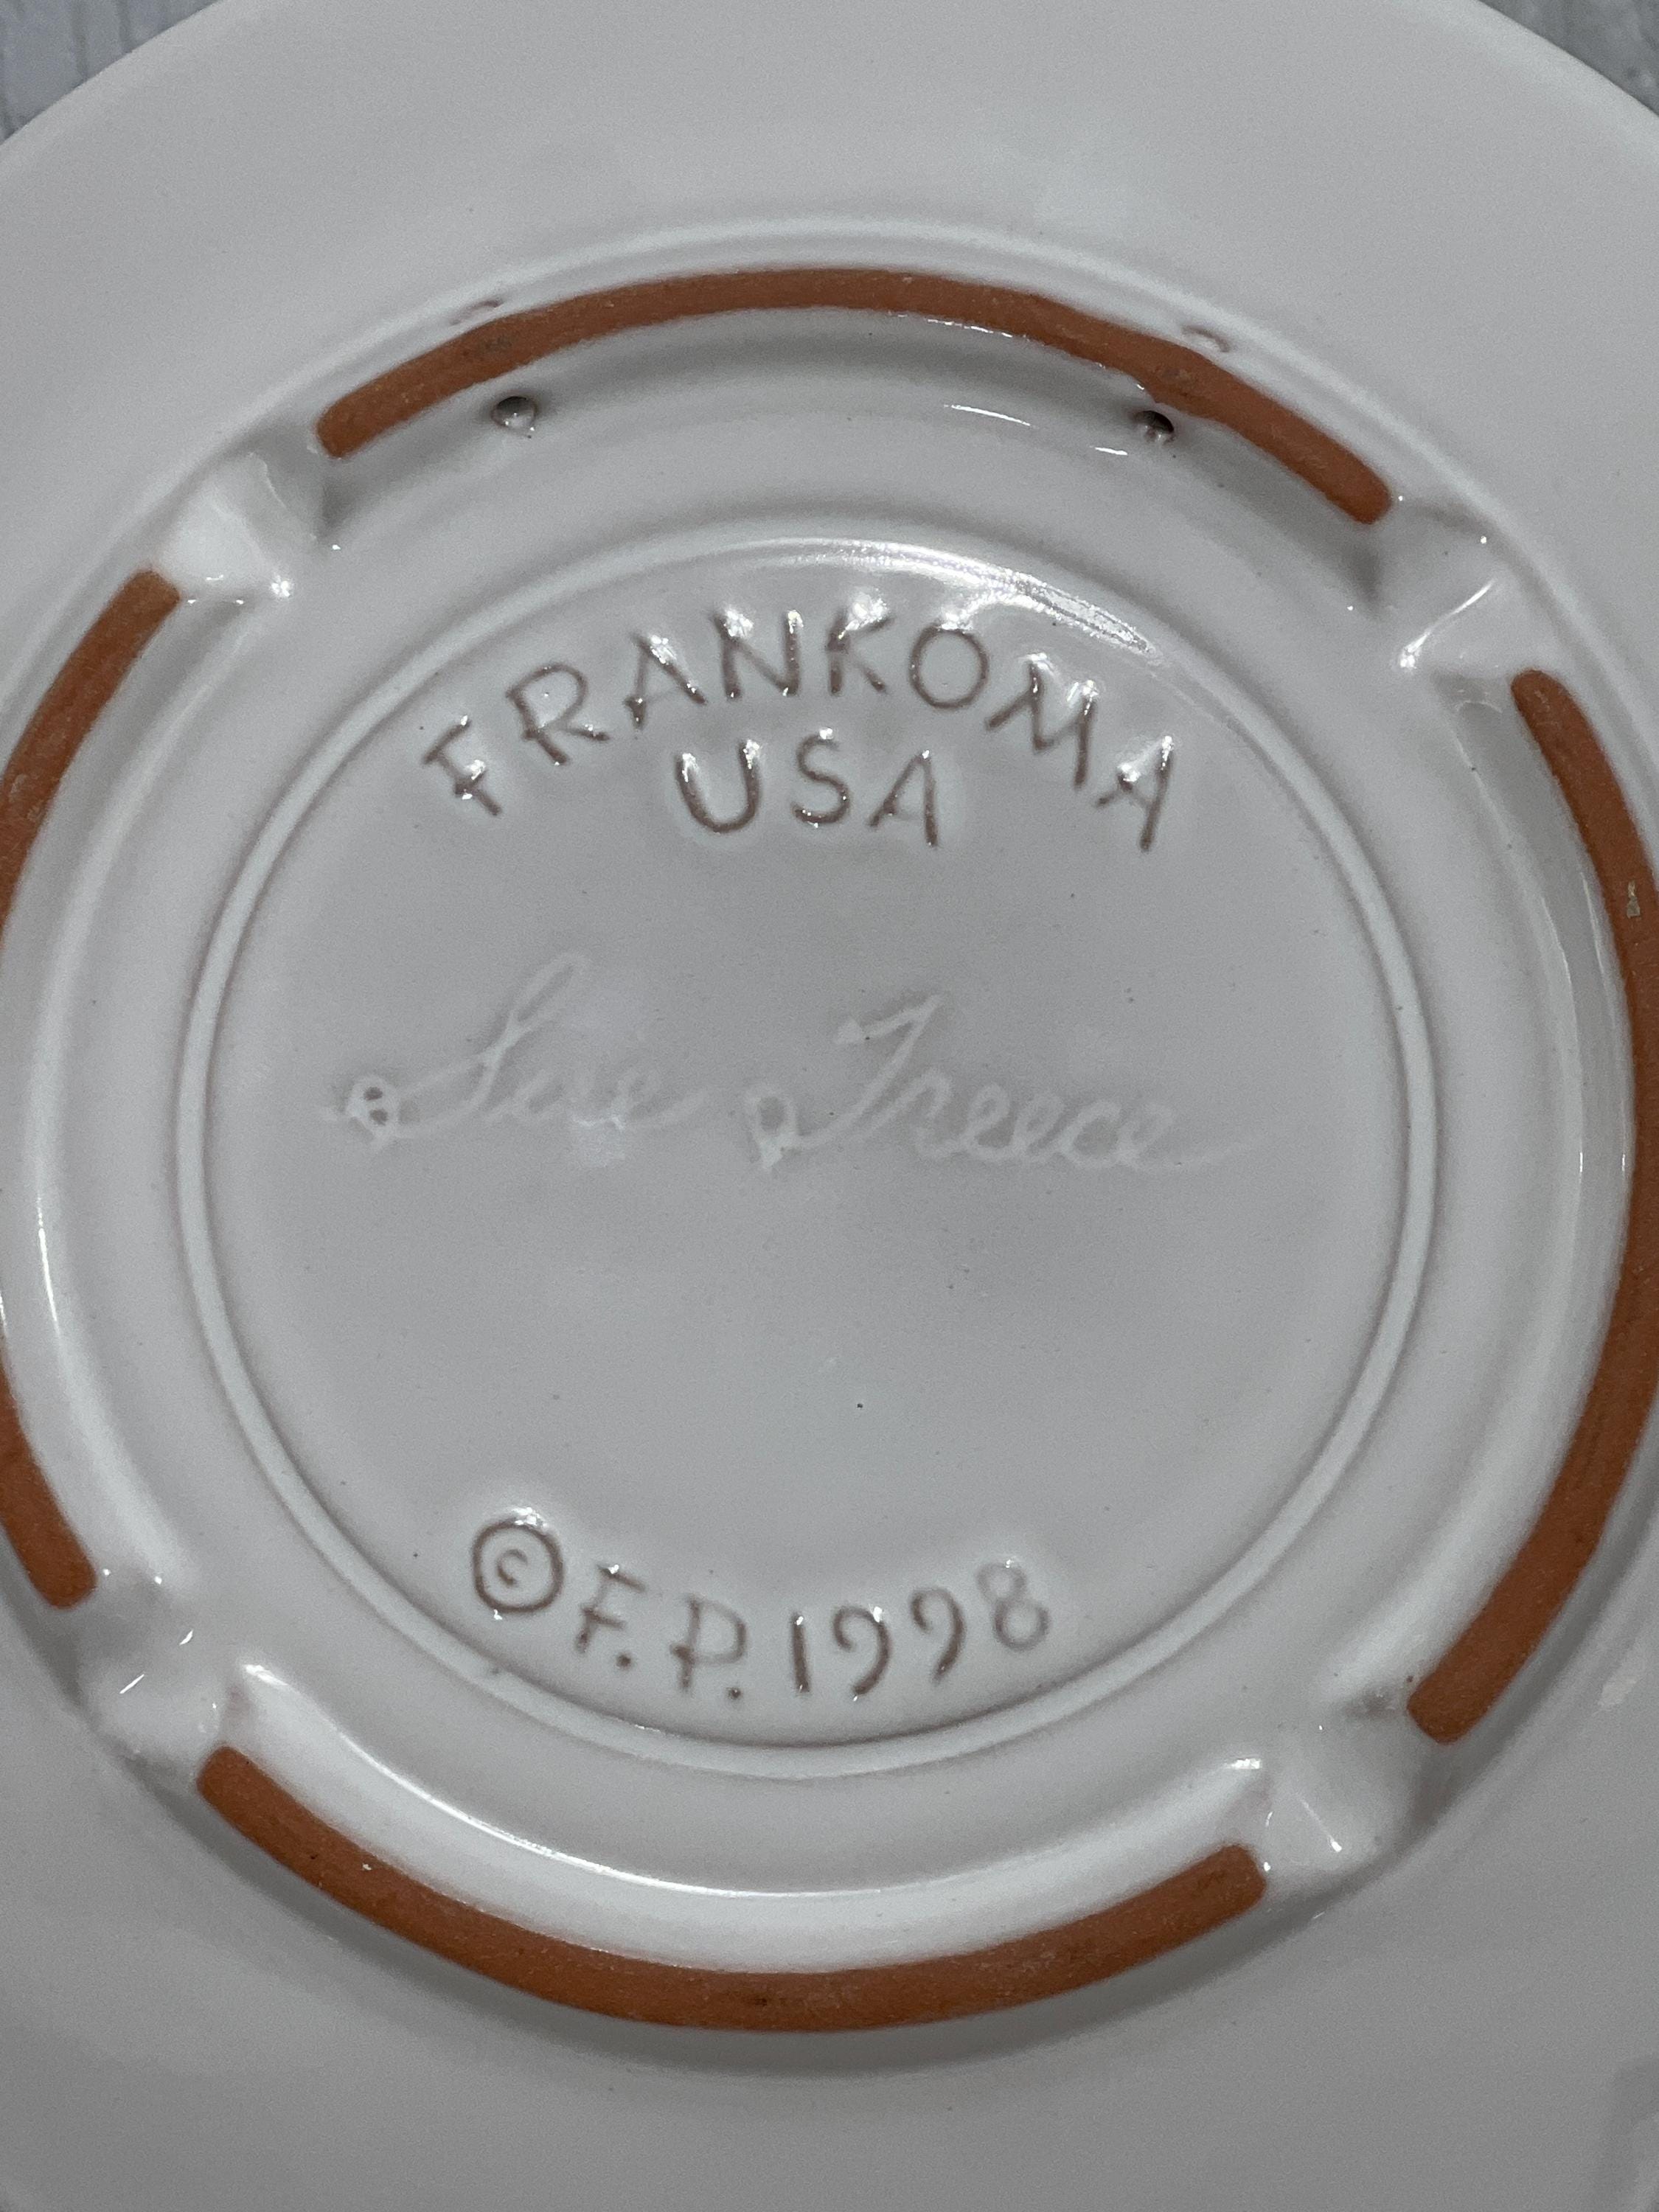 FRANKOMA
USA
Sue Treece
© F.P. 1998